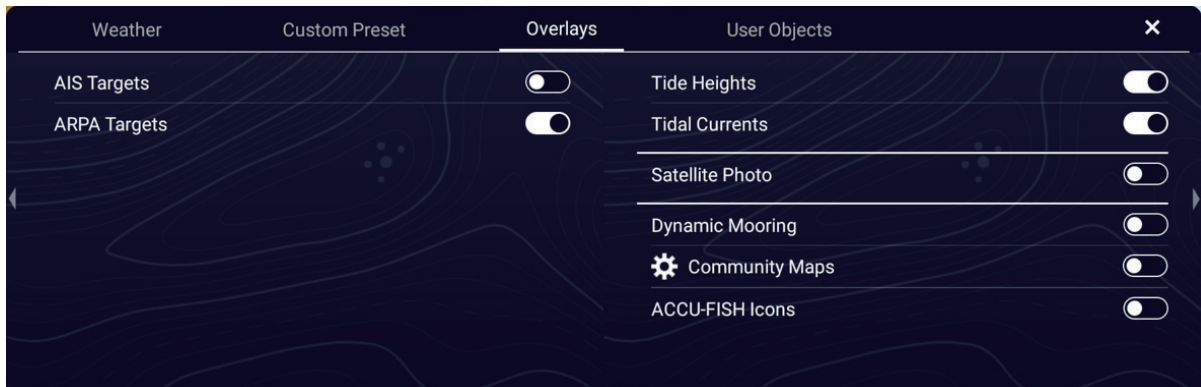 Weather Custom Preset Overlays User Objects
AIS Targets
ARPA Targets
Tide Heights
Tidal Currents
Satellite Photo
Dynamic Mooring
Community Maps
ACCU-FISH Icons